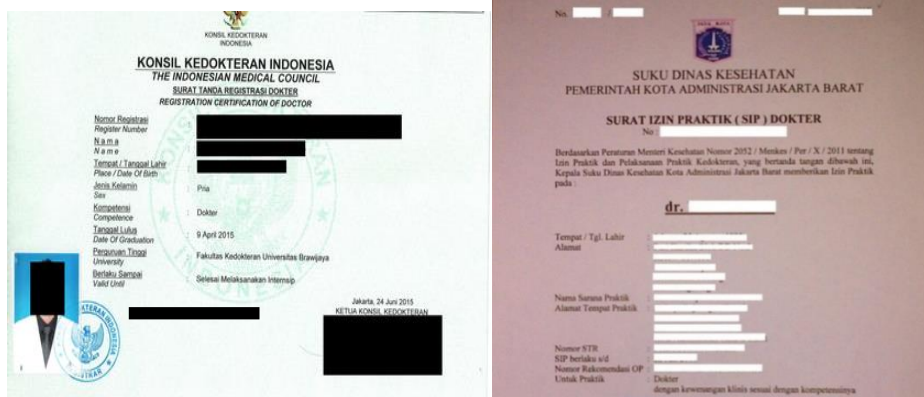 KONSIL KEDOKTERAN
INDONESIA
KONSIL KEDOKTERAN INDONESIA
THE INDONESIAN MEDICAL COUNCIL
SURAT TANDA REGISTRASI DOKTER
REGISTRATION CERTIFICATION OF DOCTOR
Nomor Registrasi
Register Number
N a m a
N a m e
Tempat / Tanggal Lahir
Place / Date Of Birth
Jenis Kelamin : Pria
Sex
Kompetensi : Dokter
Competence
Tanggal Lulus : 9 April 2015
Date Of Graduation
Perguruan Tinggi : Fakultas Kedokteran Universitas Brawijaya
University
Berlaku Sampai : Selesai Melaksanakan Internsip
Valid Until
Jakarta, 24 Juni 2015
KETUA KONSIL KEDOKTERAN
No. /
JAYA RAYA
SUKU DINAS KESEHATAN
PEMERINTAH KOTA ADMINISTRASI JAKARTA BARAT
SURAT IZIN PRAKTIK ( SIP ) DOKTER
No :
Berdasarkan Peraturan Menteri Kesehatan Nomor 2052 / Menkes / Per / X / 2011 tentang
Izin Praktik dan Pelaksanaan Praktik Kedokteran, yang bertanda tangan dibawah ini,
Kepala Suku Dinas Kesehatan Kota Administrasi Jakarta Barat memberikan Izin Praktik
pada :
dr.
Tempat / Tgl. Lahir :
Alamat :
Nama Sarana Praktik :
Alamat Tempat Praktik :
Nomor STR :
SIP berlaku s/d :
Nomor Rekomendasi OP :
Untuk Praktik : Dokter
dengan kewenangan klinis sesuai dengan kompetensinya